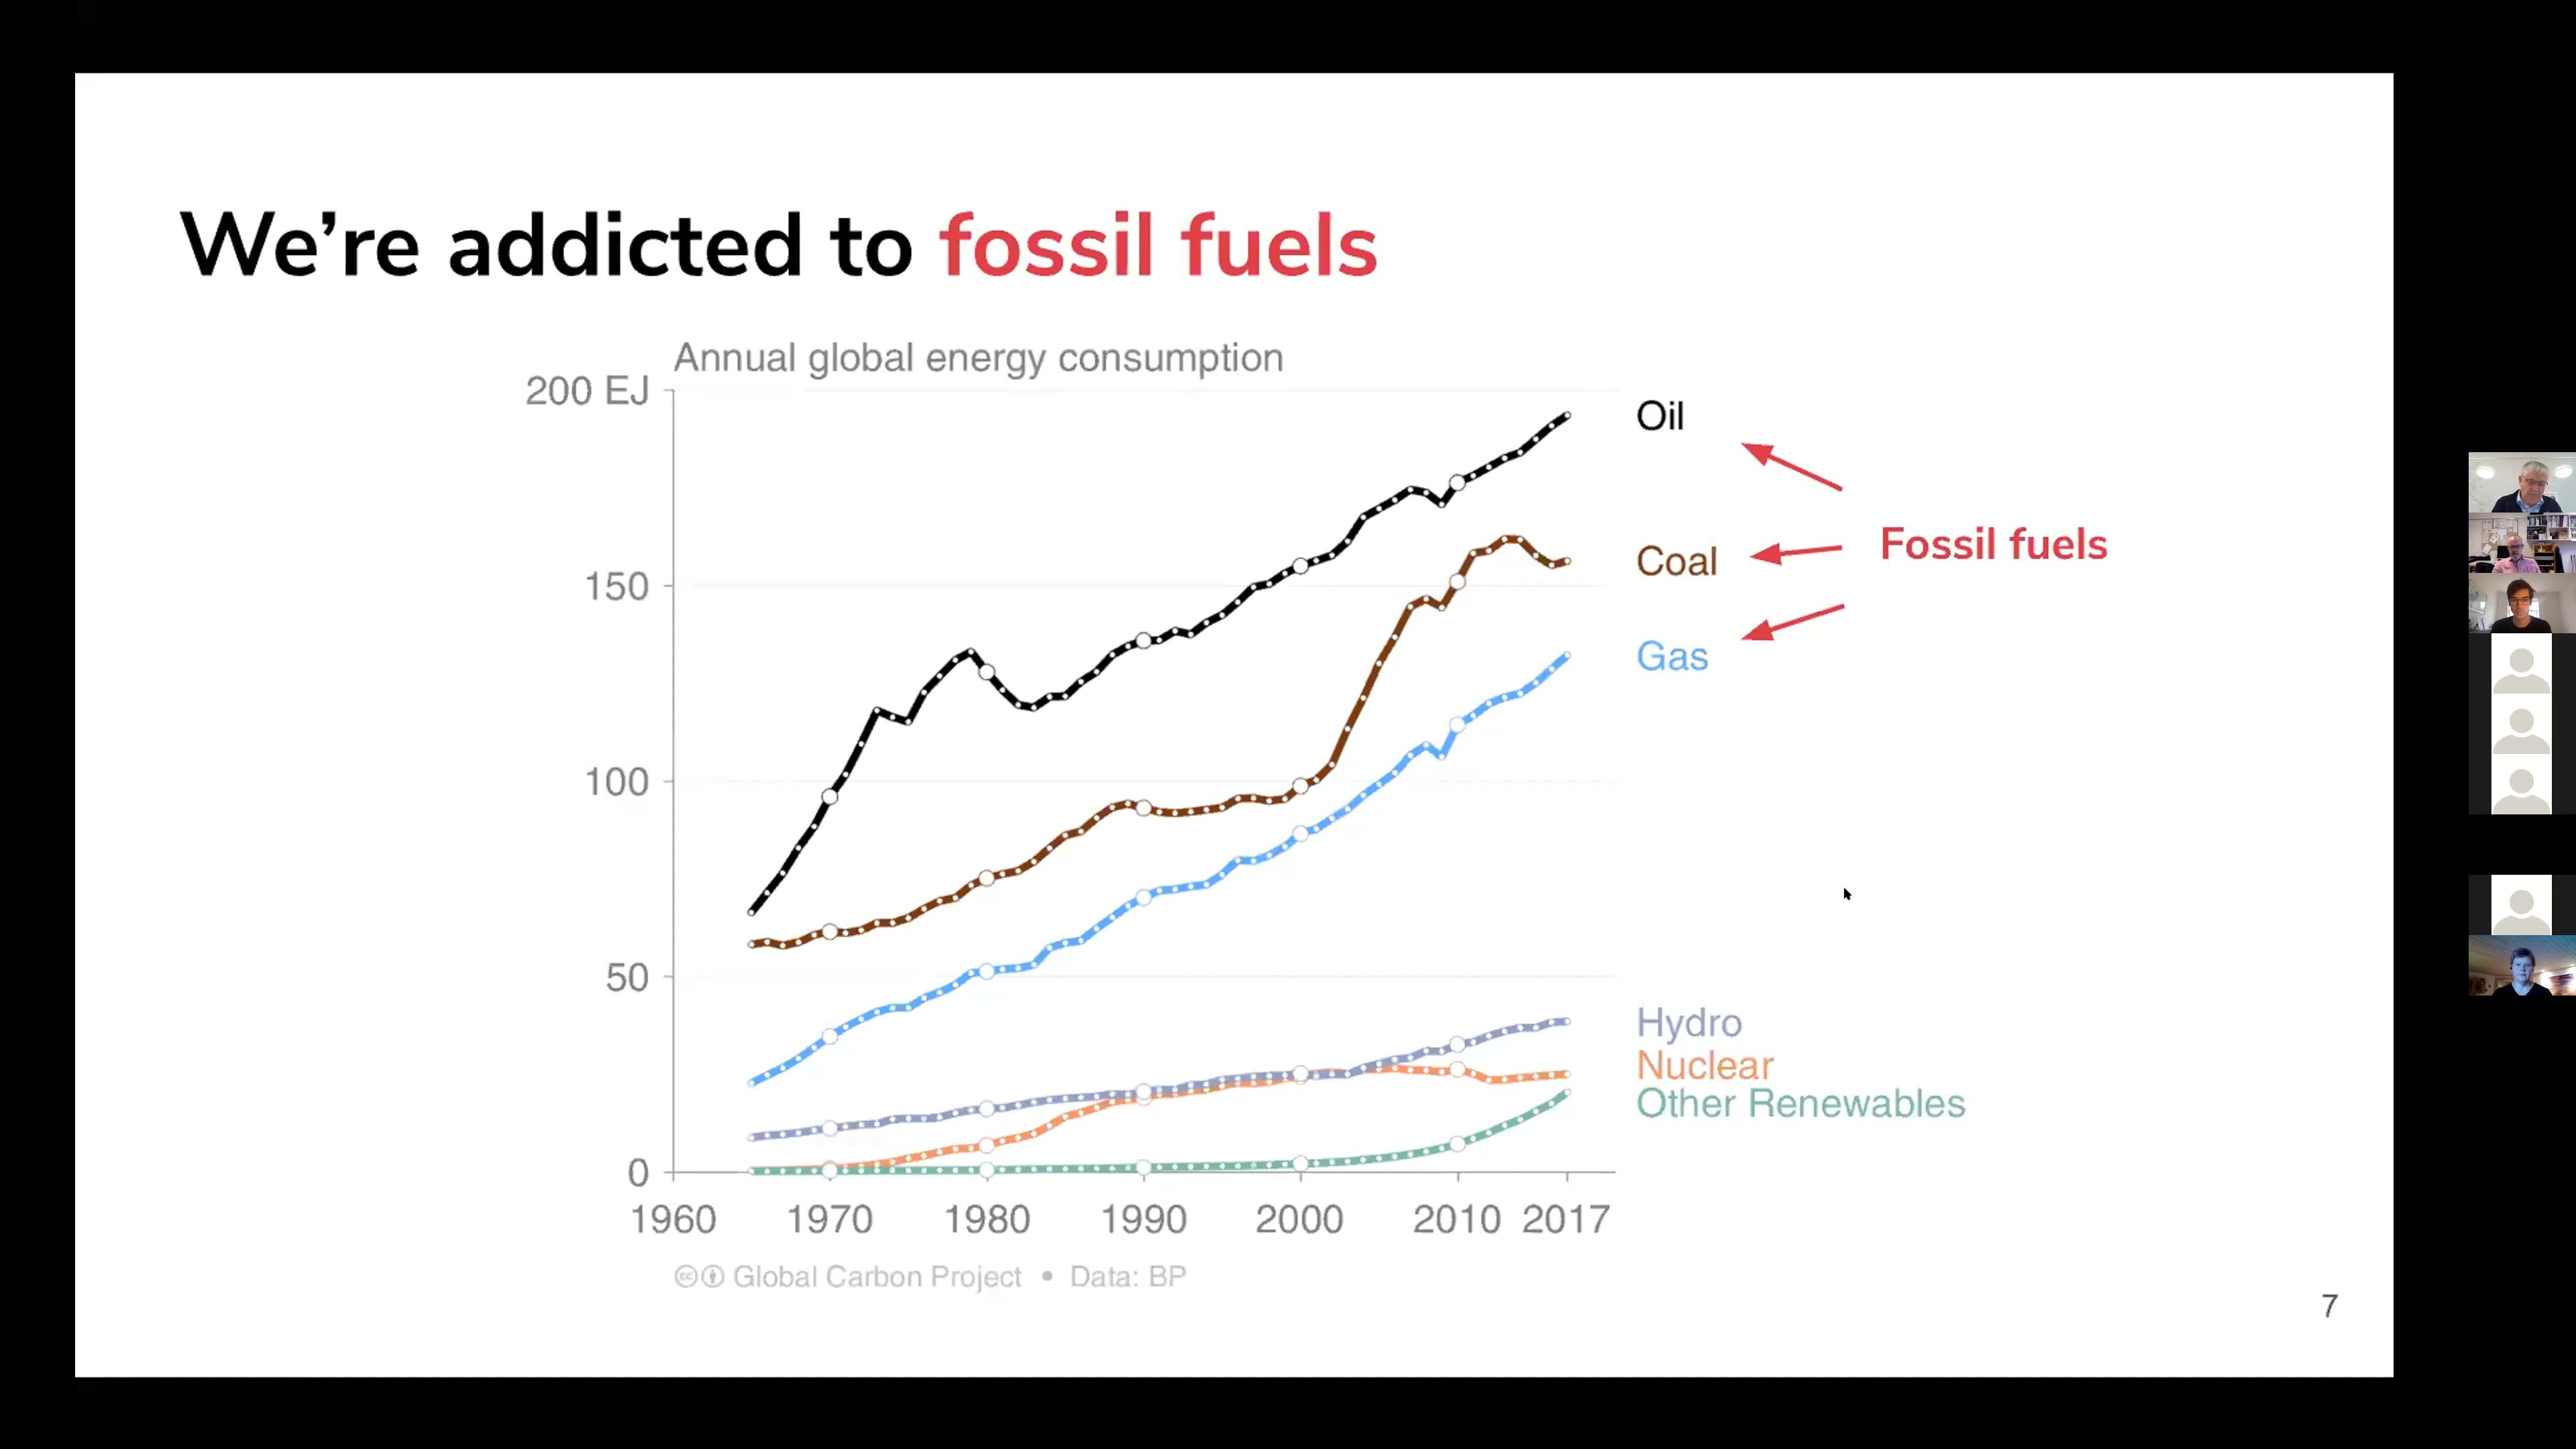 We’re addicted to fossil fuels
Annual global energy consumption
200 EJ
150
100
50
0
1960 1970 1980 1990 2000 2010 2017
Oil
Coal
Gas
Fossil fuels
Hydro
Nuclear
Other Renewables
Global Carbon Project • Data: BP
7